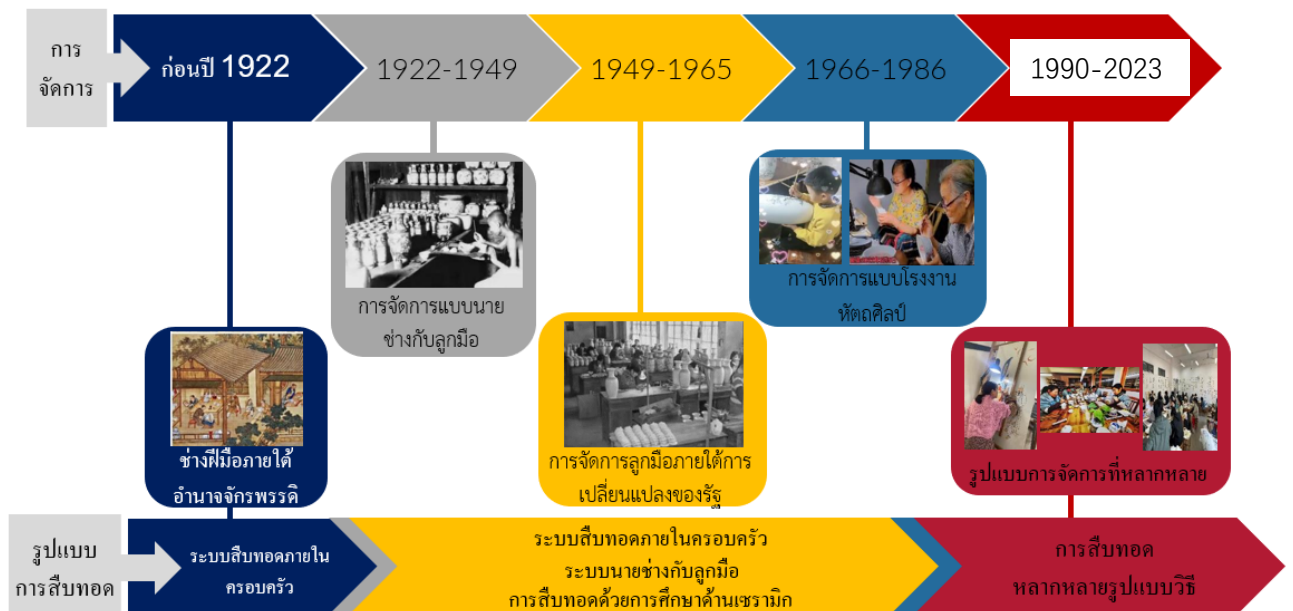 การ
จัดการ
ก่อนปี 1922
1922-1949
1949-1965
1966-1986
1990-2023
การจัดการแบบนาย
ช่างกับลูกมือ
การจัดการแบบโรงงาน
หัตถศิลป์
ช่างฝีมือภายใต้
อำนาจจักรพรรดิ
การจัดการลูกมือภายใต้การ
เปลี่ยนแปลงของรัฐ
รูปแบบการจัดการที่หลากหลาย
รูปแบบ
การสืบทอด
ระบบสืบทอดภายใน
ครอบครัว
ระบบสืบทอดภายในครอบครัว
ระบบนายช่างกับลูกมือ
การสืบทอดด้วยการศึกษาด้านเซรามิก
การสืบทอด
หลากหลายรูปแบบวิธี